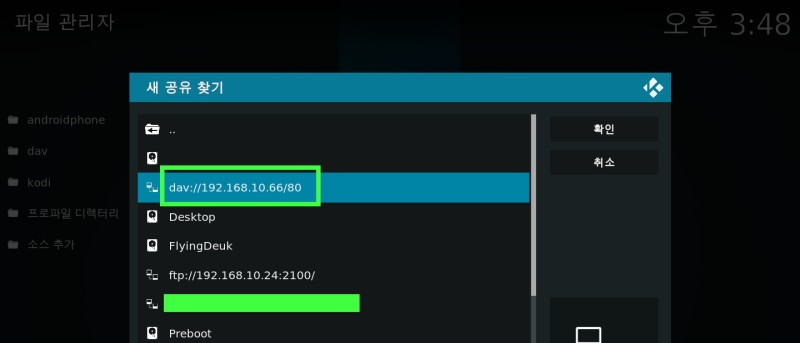 파일 관리자
오후 3:48
새 공유 찾기
androidphone
dav
kodi
프로파일 디렉터리
소스 추가
..
dav://192.168.10.66/80
Desktop
FlyingDeuk
ftp://192.168.10.24:2100/
Preboot
확인
취소